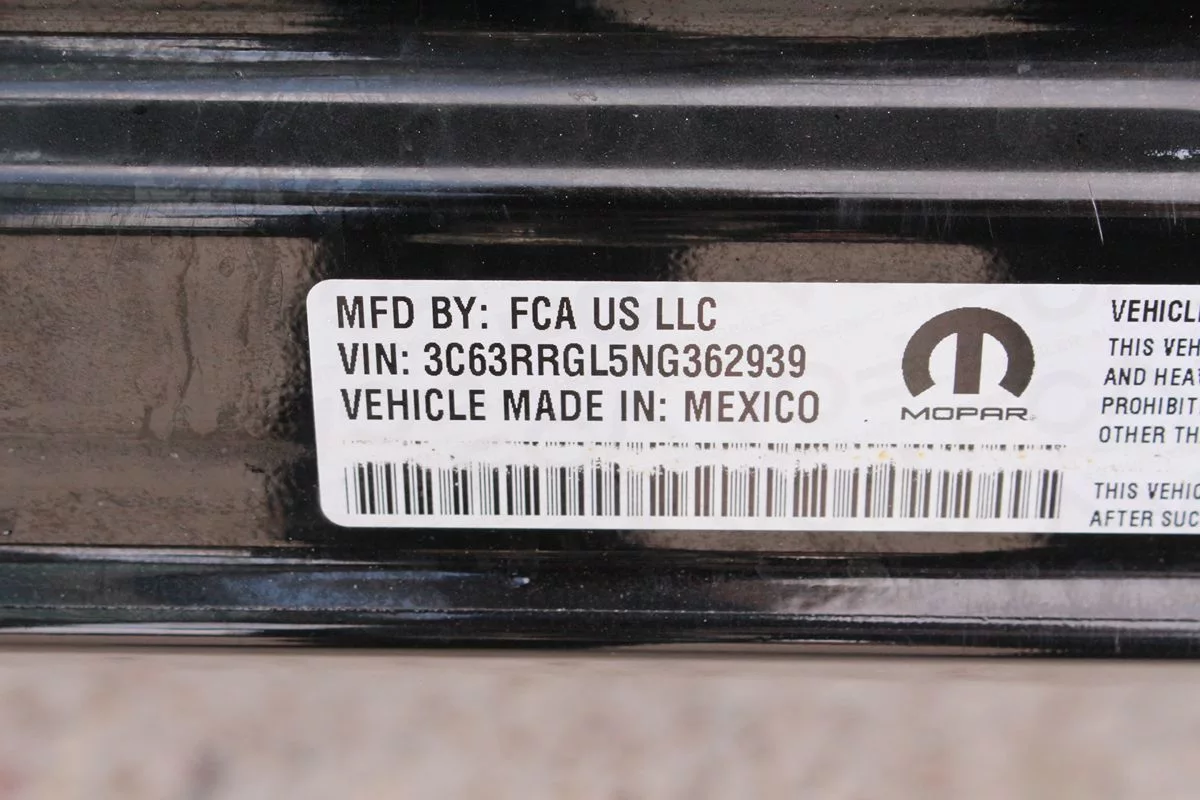 MFD BY: FCA US LLC
VIN: 3C63RRGL5NG362939
VEHICLE MADE IN: MEXICO
MOPAR
VEHICL
THIS VEH
AND HEA
PROHIBIT
OTHER TH
THIS VEHIC
AFTER SUC